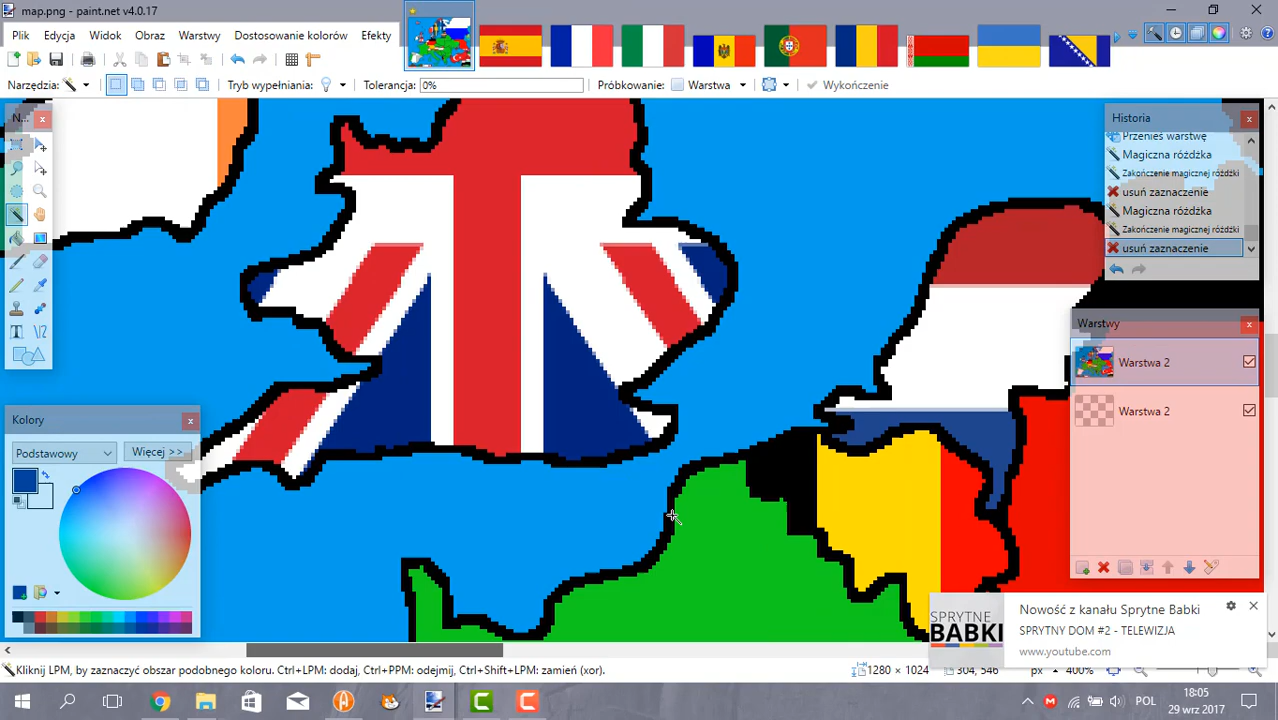 map.png - paint.net v4.0.17
Plik Edycja Widok Obraz Warstwy Dostosowanie kolorów Efekty
Narzędzia: Tryb wypełniania: Tolerancja: 0% Próbkowanie: Warstwa Wykończenie
N...
Historia
Przenieś warstwę
Magiczna różdżka
Zakończenie magicznej różdżki
usuń zaznaczenie
Magiczna różdżka
Zakończenie magicznej różdżki
usuń zaznaczenie
Warstwy
Warstwa 2
Warstwa 2
Kolory
Podstawowy Więcej >>
SPRYTNE
BABKI
Nowość z kanału Sprytne Babki
SPRYTNY DOM #2 - TELEWIZJA
www.youtube.com
Kliknij LPM, by zaznaczyć obszar podobnego koloru. Ctrl+LPM: dodaj, Ctrl+PPM: odejmij, Ctrl+Shift+LPM: zamień (xor). 1280 × 1024 304, 546 px 400%
POL
18:05
29 wrz 2017